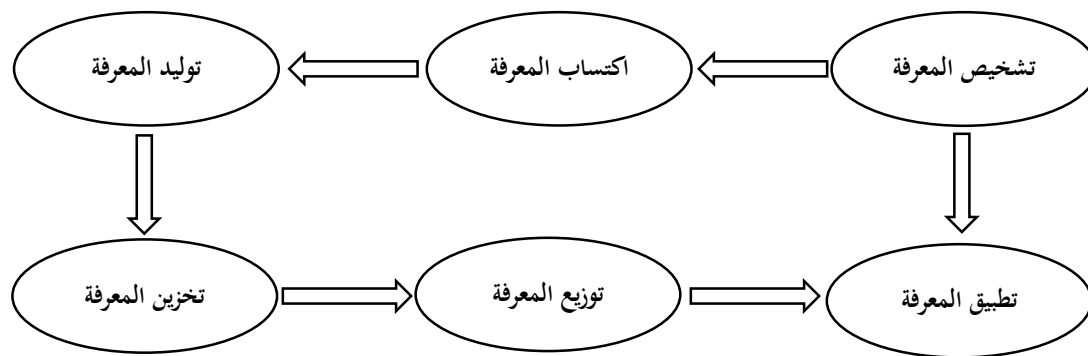 تشخيص المعرفة
اكتساب المعرفة
توليد المعرفة
تخزين المعرفة
توزيع المعرفة
تطبيق المعرفة